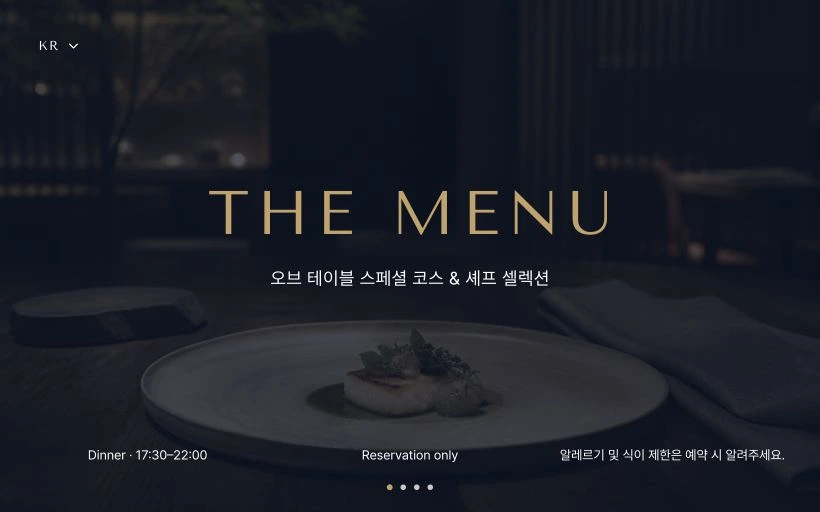 KR
THE MENU
오브 테이블 스페셜 코스 & 셰프 셀렉션
Dinner · 17:30–22:00
Reservation only
알레르기 및 식이 제한은 예약 시 알려주세요.